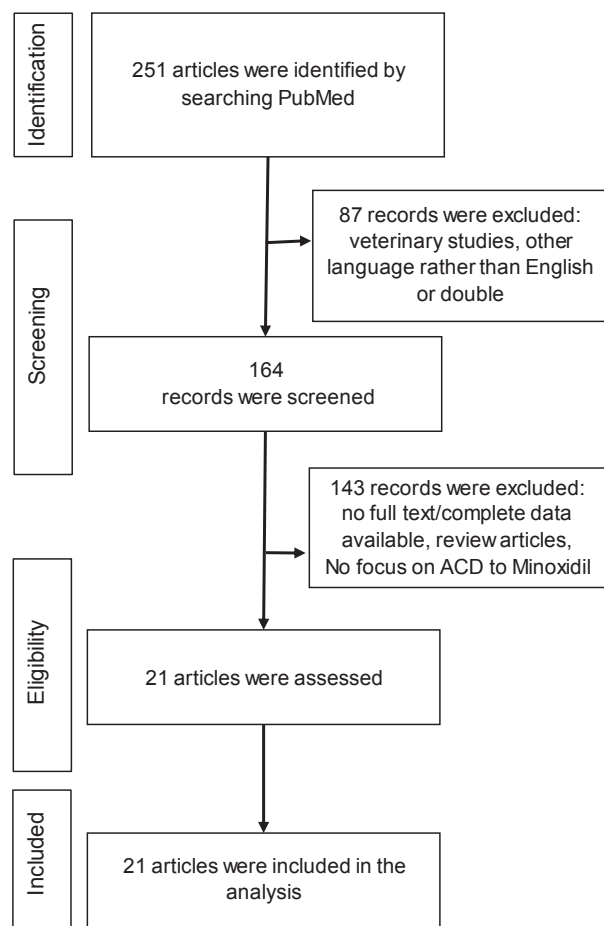 Identification
251 articles were identified by
searching PubMed
87 records were excluded:
veterinary studies, other
language rather than English
or double
Screening
164
records were screened
143 records were excluded:
no full text/complete data
available, review articles,
No focus on ACD to Minoxidil
Eligibility
21 articles were assessed
Included
21 articles were included in the
analysis